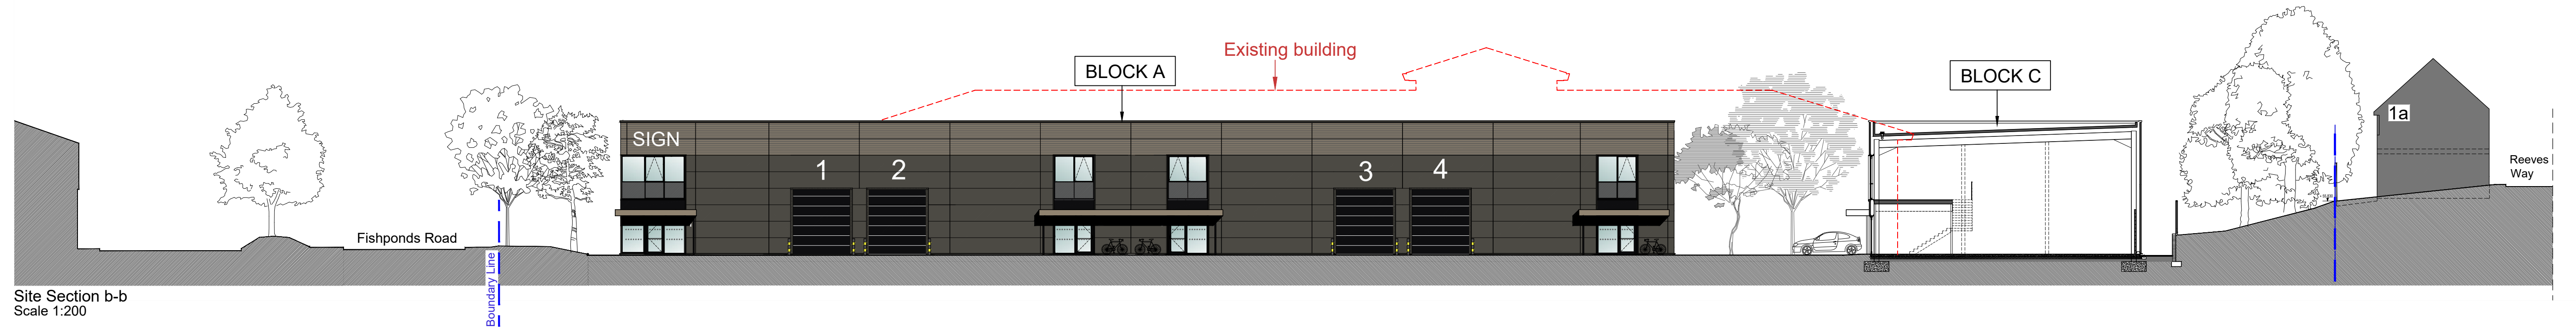 Existing building
BLOCK A
BLOCK C
1a
SIGN
1
2
3
4
Reeves
Way
Fishponds Road
Boundary Line
Site Section b-b
Scale 1:200